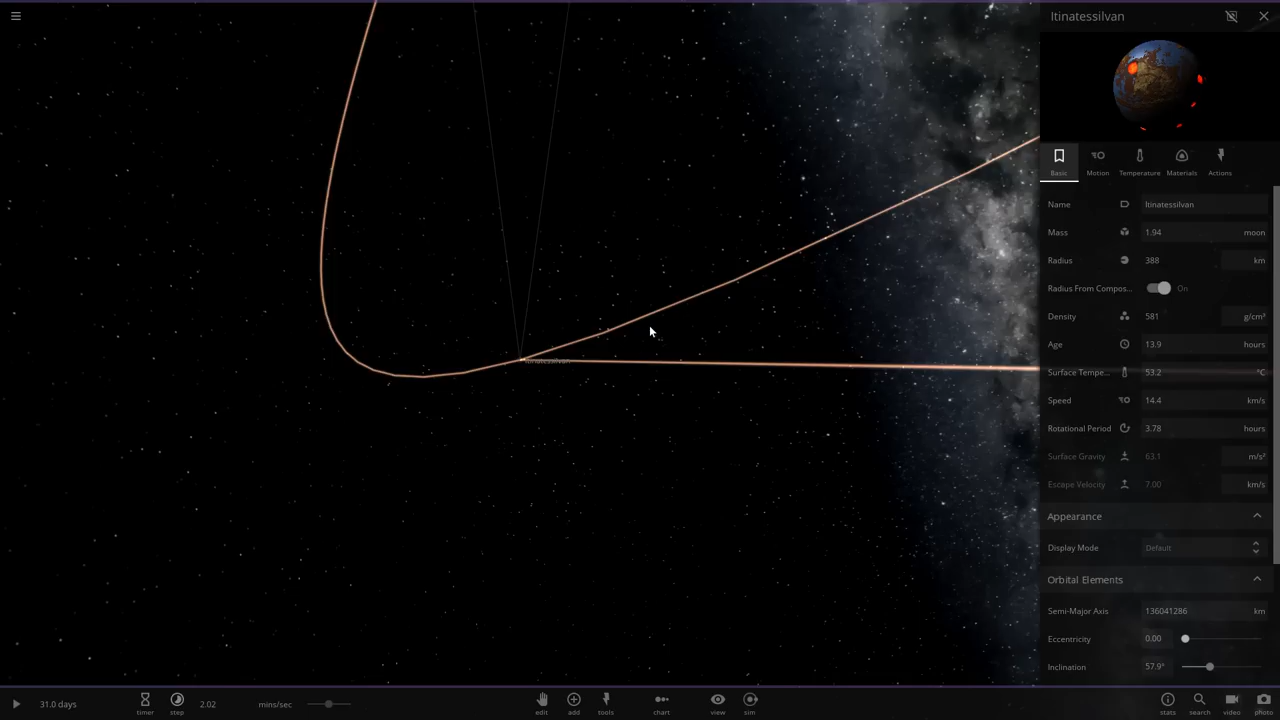 Itinatessilvan
Basic
Motion
Temperature
Materials
Actions
Name Itinatessilvan
Mass 1.94 moon
Radius 388 km
Radius From Compos... On
Density 581 g/cm³
Age 13.9 hours
Surface Tempe... 53.2 °C
Speed 14.4 km/s
Rotational Period 3.78 hours
Surface Gravity 63.1 m/s²
Escape Velocity 7.00 km/s
Appearance
Display Mode Default
Orbital Elements
Semi-Major Axis 136041286 km
Eccentricity 0.00
Inclination 57.9°
Itinatessilvan
31.0 days
timer
step
2.02 mins/sec
edit
add
tools
chart
view
sim
stats
search
video
photo